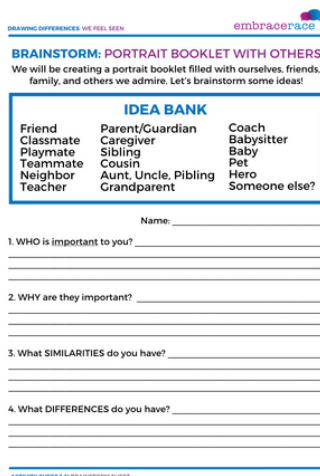 embracerace
DRAWING DIFFERENCES: WE FEEL SEEN
BRAINSTORM: PORTRAIT BOOKLET WITH OTHERS
We will be creating a portrait booklet filled with ourselves, friends,
family, and others we admire. Let's brainstorm some ideas!
IDEA BANK
Friend Parent/Guardian Coach
Classmate Caregiver Babysitter
Playmate Sibling Baby
Teammate Cousin Pet
Neighbor Aunt, Uncle, Pibling Hero
Teacher Grandparent Someone else?
Name:
1. WHO is important to you?
2. WHY are they important?
3. What SIMILARITIES do you have?
4. What DIFFERENCES do you have?